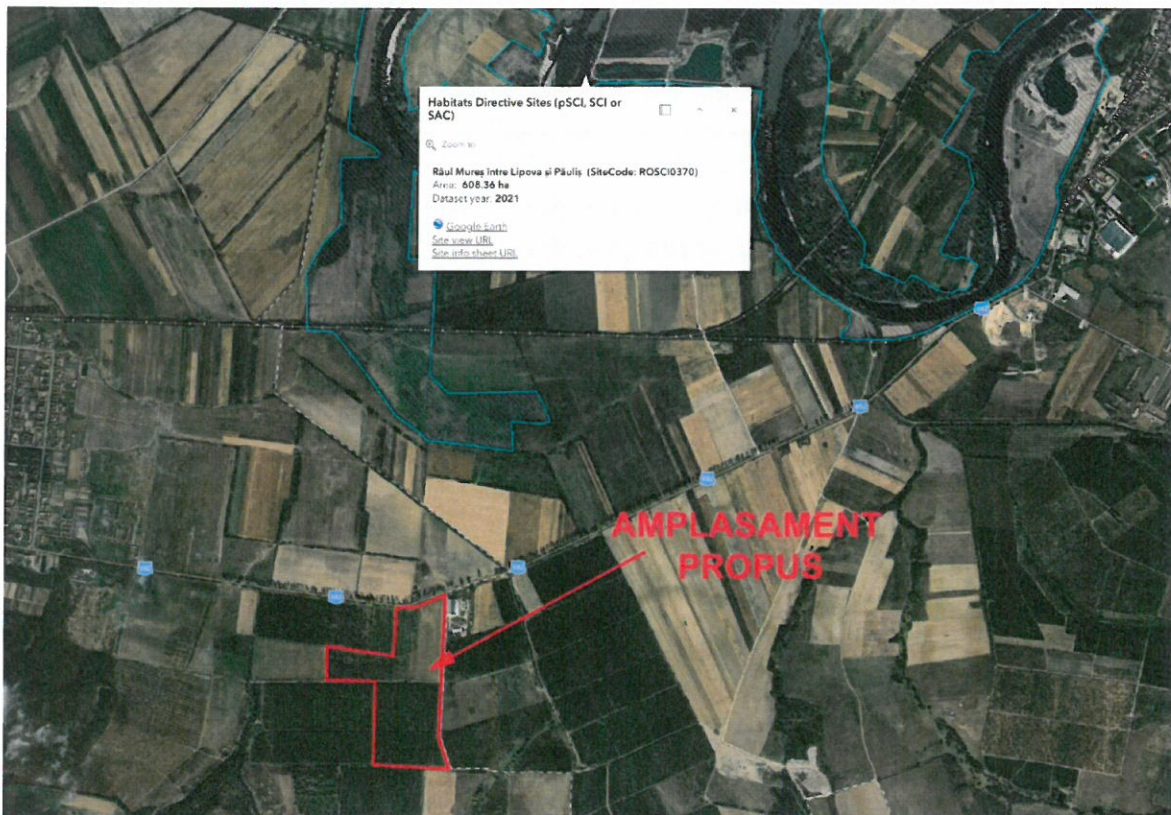 Habitats Directive Sites (pSCI, SCI or
SAC)
Zoom to
Râul Mureș între Lipova și Păuliș (SiteCode: ROSCI0370)
Area: 608.36 ha
Dataset year: 2021
Google Earth
Site view URL
Site info sheet URL
AMPLASAMENT
PROPUS